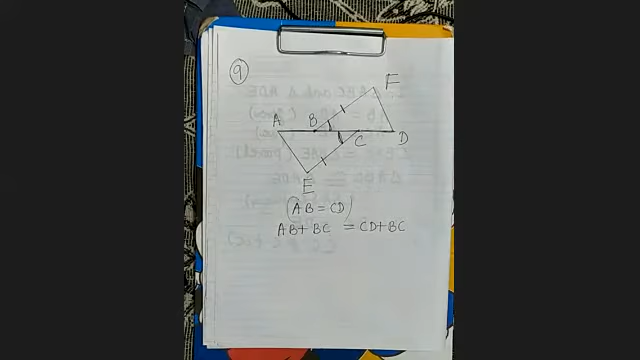 9
F
A B
C D
E
(AB = CD)
AB + BC = CD + BC